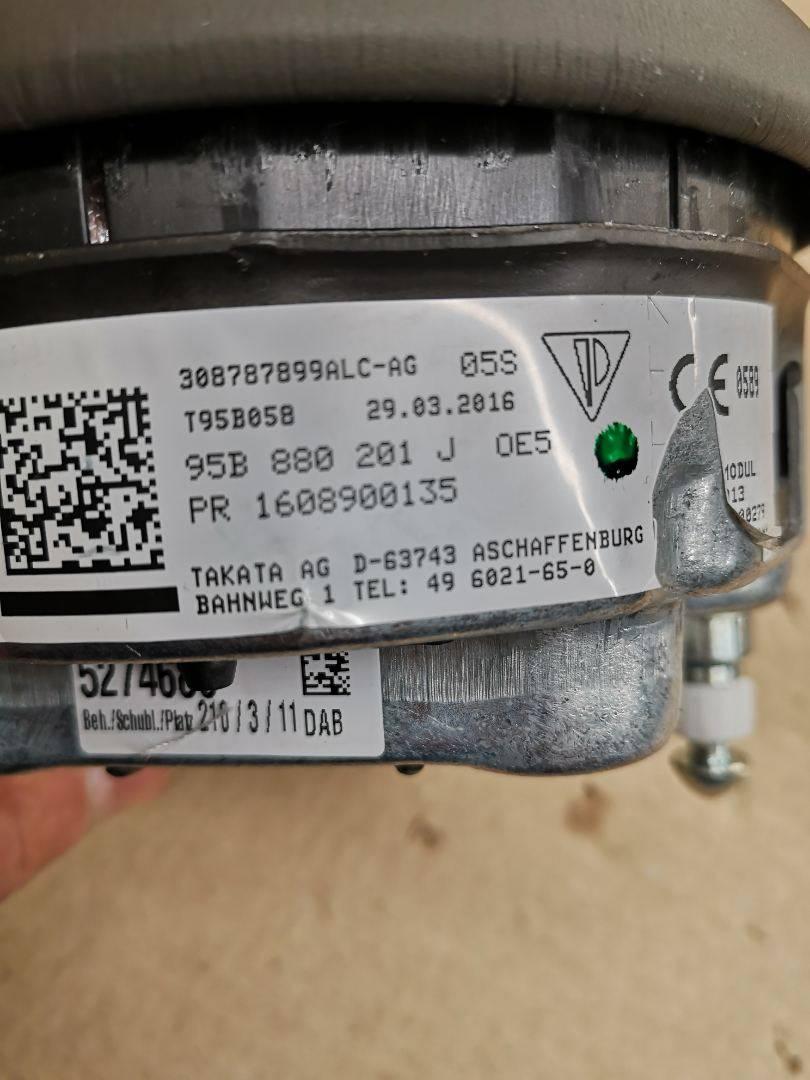 308787899ALC-AG 05S
T95B058 29.03.2016
95B 880 201 J OE5
PR 1608900135
TAKATA AG D-63743 ASCHAFFENBURG
BAHNWEG 1 TEL: 49 6021-65-0
CE 0589
Beh./Schubl./Platz 210 / 3 / 11 DAB